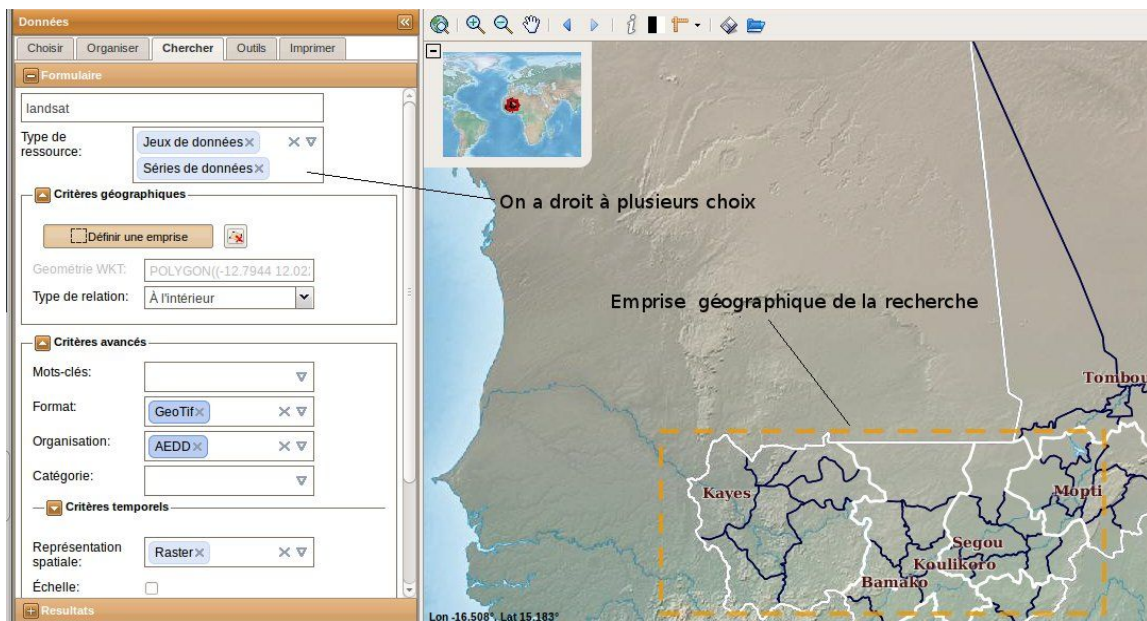 Données
Choisir Organiser Chercher Outils Imprimer
Formulaire
landsat
Type de ressource:
Jeux de données
Séries de données
Critères géographiques
Définir une emprise
Geométrie WKT:
POLYGON((-12.7944 12.02
Type de relation:
À l'intérieur
Critères avancés
Mots-clés:
Format:
GeoTif
Organisation:
AEDD
Catégorie:
Critères temporels
Représentation spatiale:
Raster
Échelle:
Resultats
On a droit à plusieurs choix
Emprise géographique de la recherche
Tombou
Kayes
Mopti
Segou
Koulikoro
Bamako
Lon -16.508°, Lat 15.183°